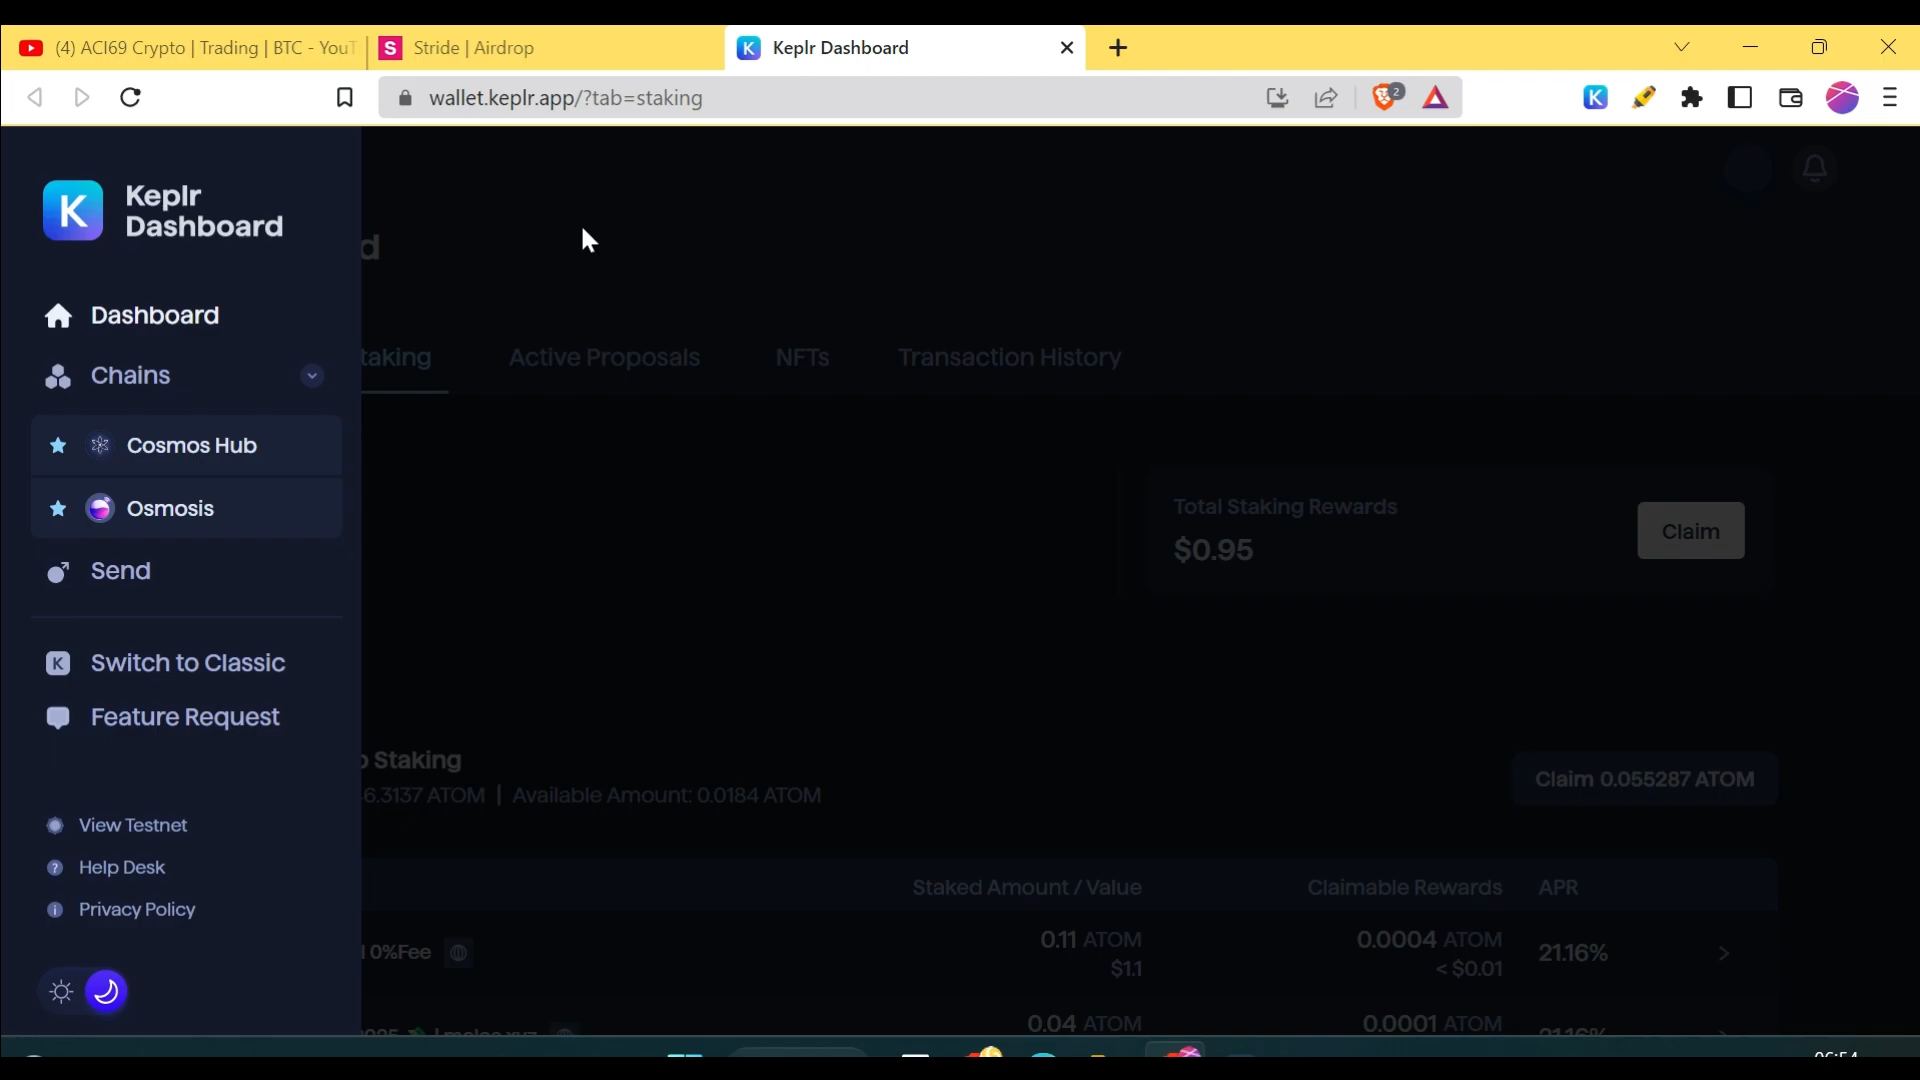 (4) ACI69 Crypto | Trading | BTC - YouT
S Stride | Airdrop
K Keplr Dashboard
wallet.keplr.app/?tab=staking
2
K
K Keplr
Dashboard
d
Dashboard
Chains
taking Active Proposals NFTs Transaction History
Cosmos Hub
Osmosis
Total Staking Rewards
$0.95
Claim
Send
K Switch to Classic
Feature Request
o Staking
6.3137 ATOM | Available Amount: 0.0184 ATOM
Claim 0.055287 ATOM
View Testnet
? Help Desk
i Privacy Policy
Staked Amount / Value Claimable Rewards APR
0%Fee
0.11 ATOM
$1.1
0.0004 ATOM
< $0.01
21.16%
0.04 ATOM
0.0001 ATOM
21.16%